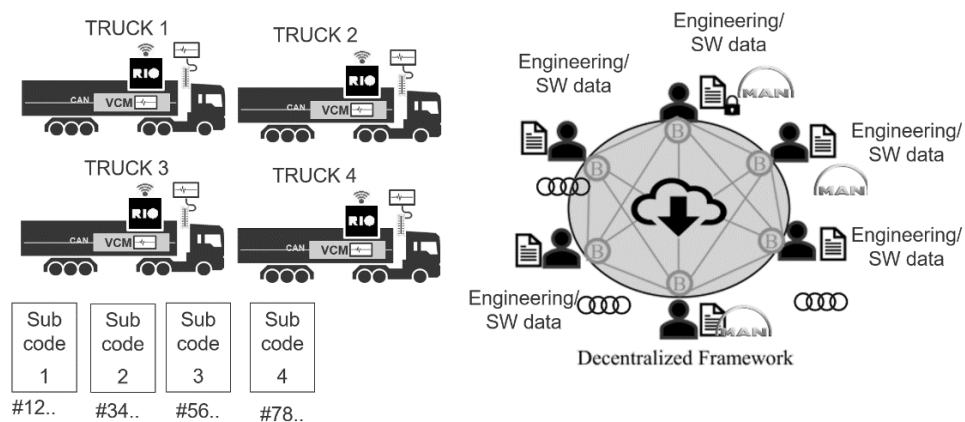 TRUCK 1
RIO
CAN
VCM
TRUCK 2
RIO
CAN
VCM
TRUCK 3
RIO
CAN
VCM
TRUCK 4
RIO
CAN
VCM
Sub
code
1
#12..
Sub
code
2
#34..
Sub
code
3
#56..
Sub
code
4
#78..
Engineering/
SW data
Engineering/
SW data
MAN
B
B
B
Engineering/
SW data
MAN
B
B
B
Engineering/
SW data
Engineering/
SW data
MAN
Decentralized Framework